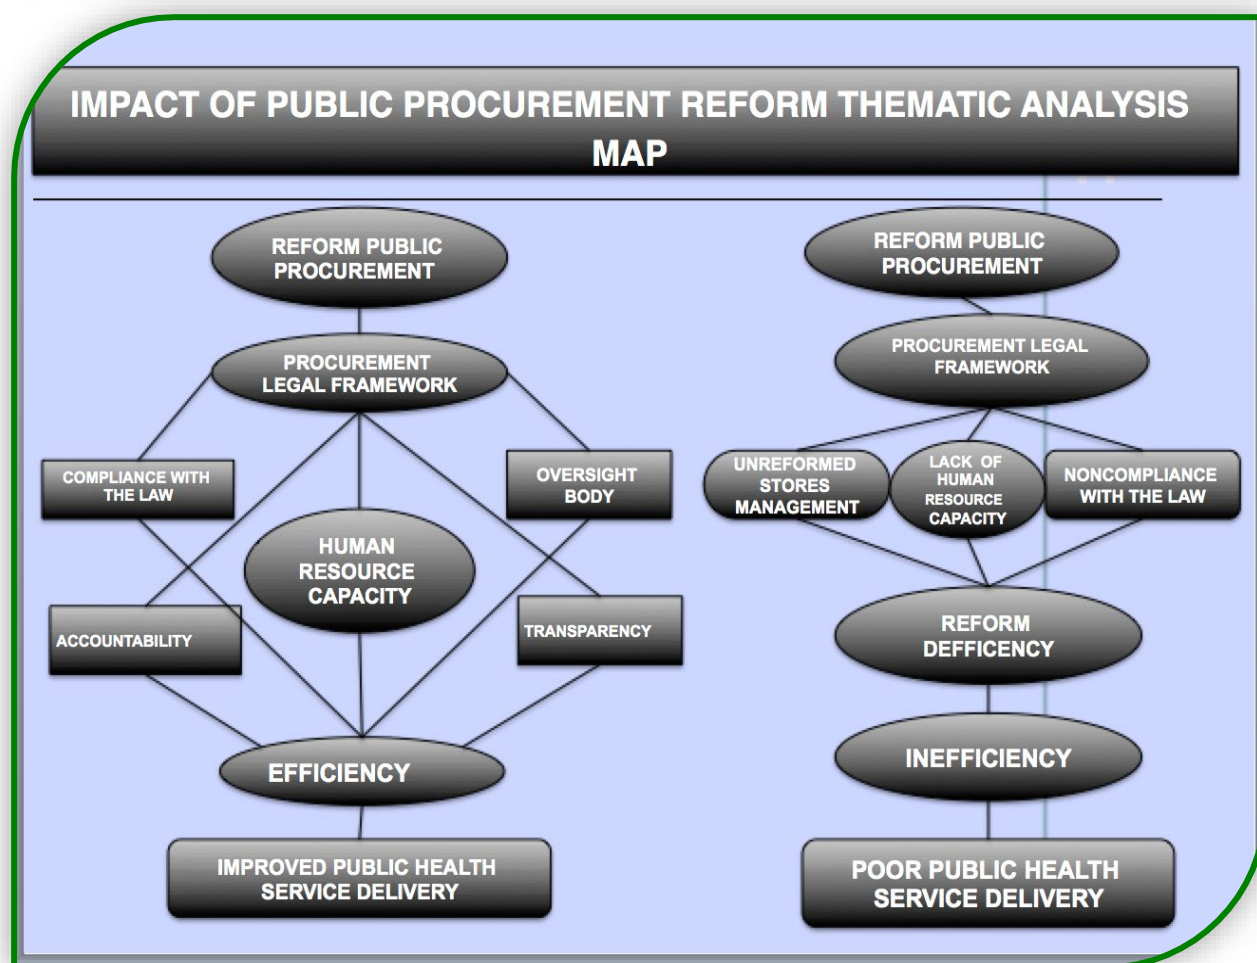 IMPACT OF PUBLIC PROCUREMENT REFORM THEMATIC ANALYSIS
MAP
REFORM PUBLIC
PROCUREMENT
PROCUREMENT
LEGAL FRAMEWORK
COMPLIANCE WITH
THE LAW
OVERSIGHT
BODY
HUMAN
RESOURCE
CAPACITY
ACCOUNTABILITY
TRANSPARENCY
EFFICIENCY
IMPROVED PUBLIC HEALTH
SERVICE DELIVERY
REFORM PUBLIC
PROCUREMENT
PROCUREMENT LEGAL
FRAMEWORK
UNREFORMED
STORES
MANAGEMENT
LACK OF
HUMAN
RESOURCE
CAPACITY
NONCOMPLIANCE
WITH THE LAW
REFORM
DEFFICENCY
INEFFICIENCY
POOR PUBLIC HEALTH
SERVICE DELIVERY